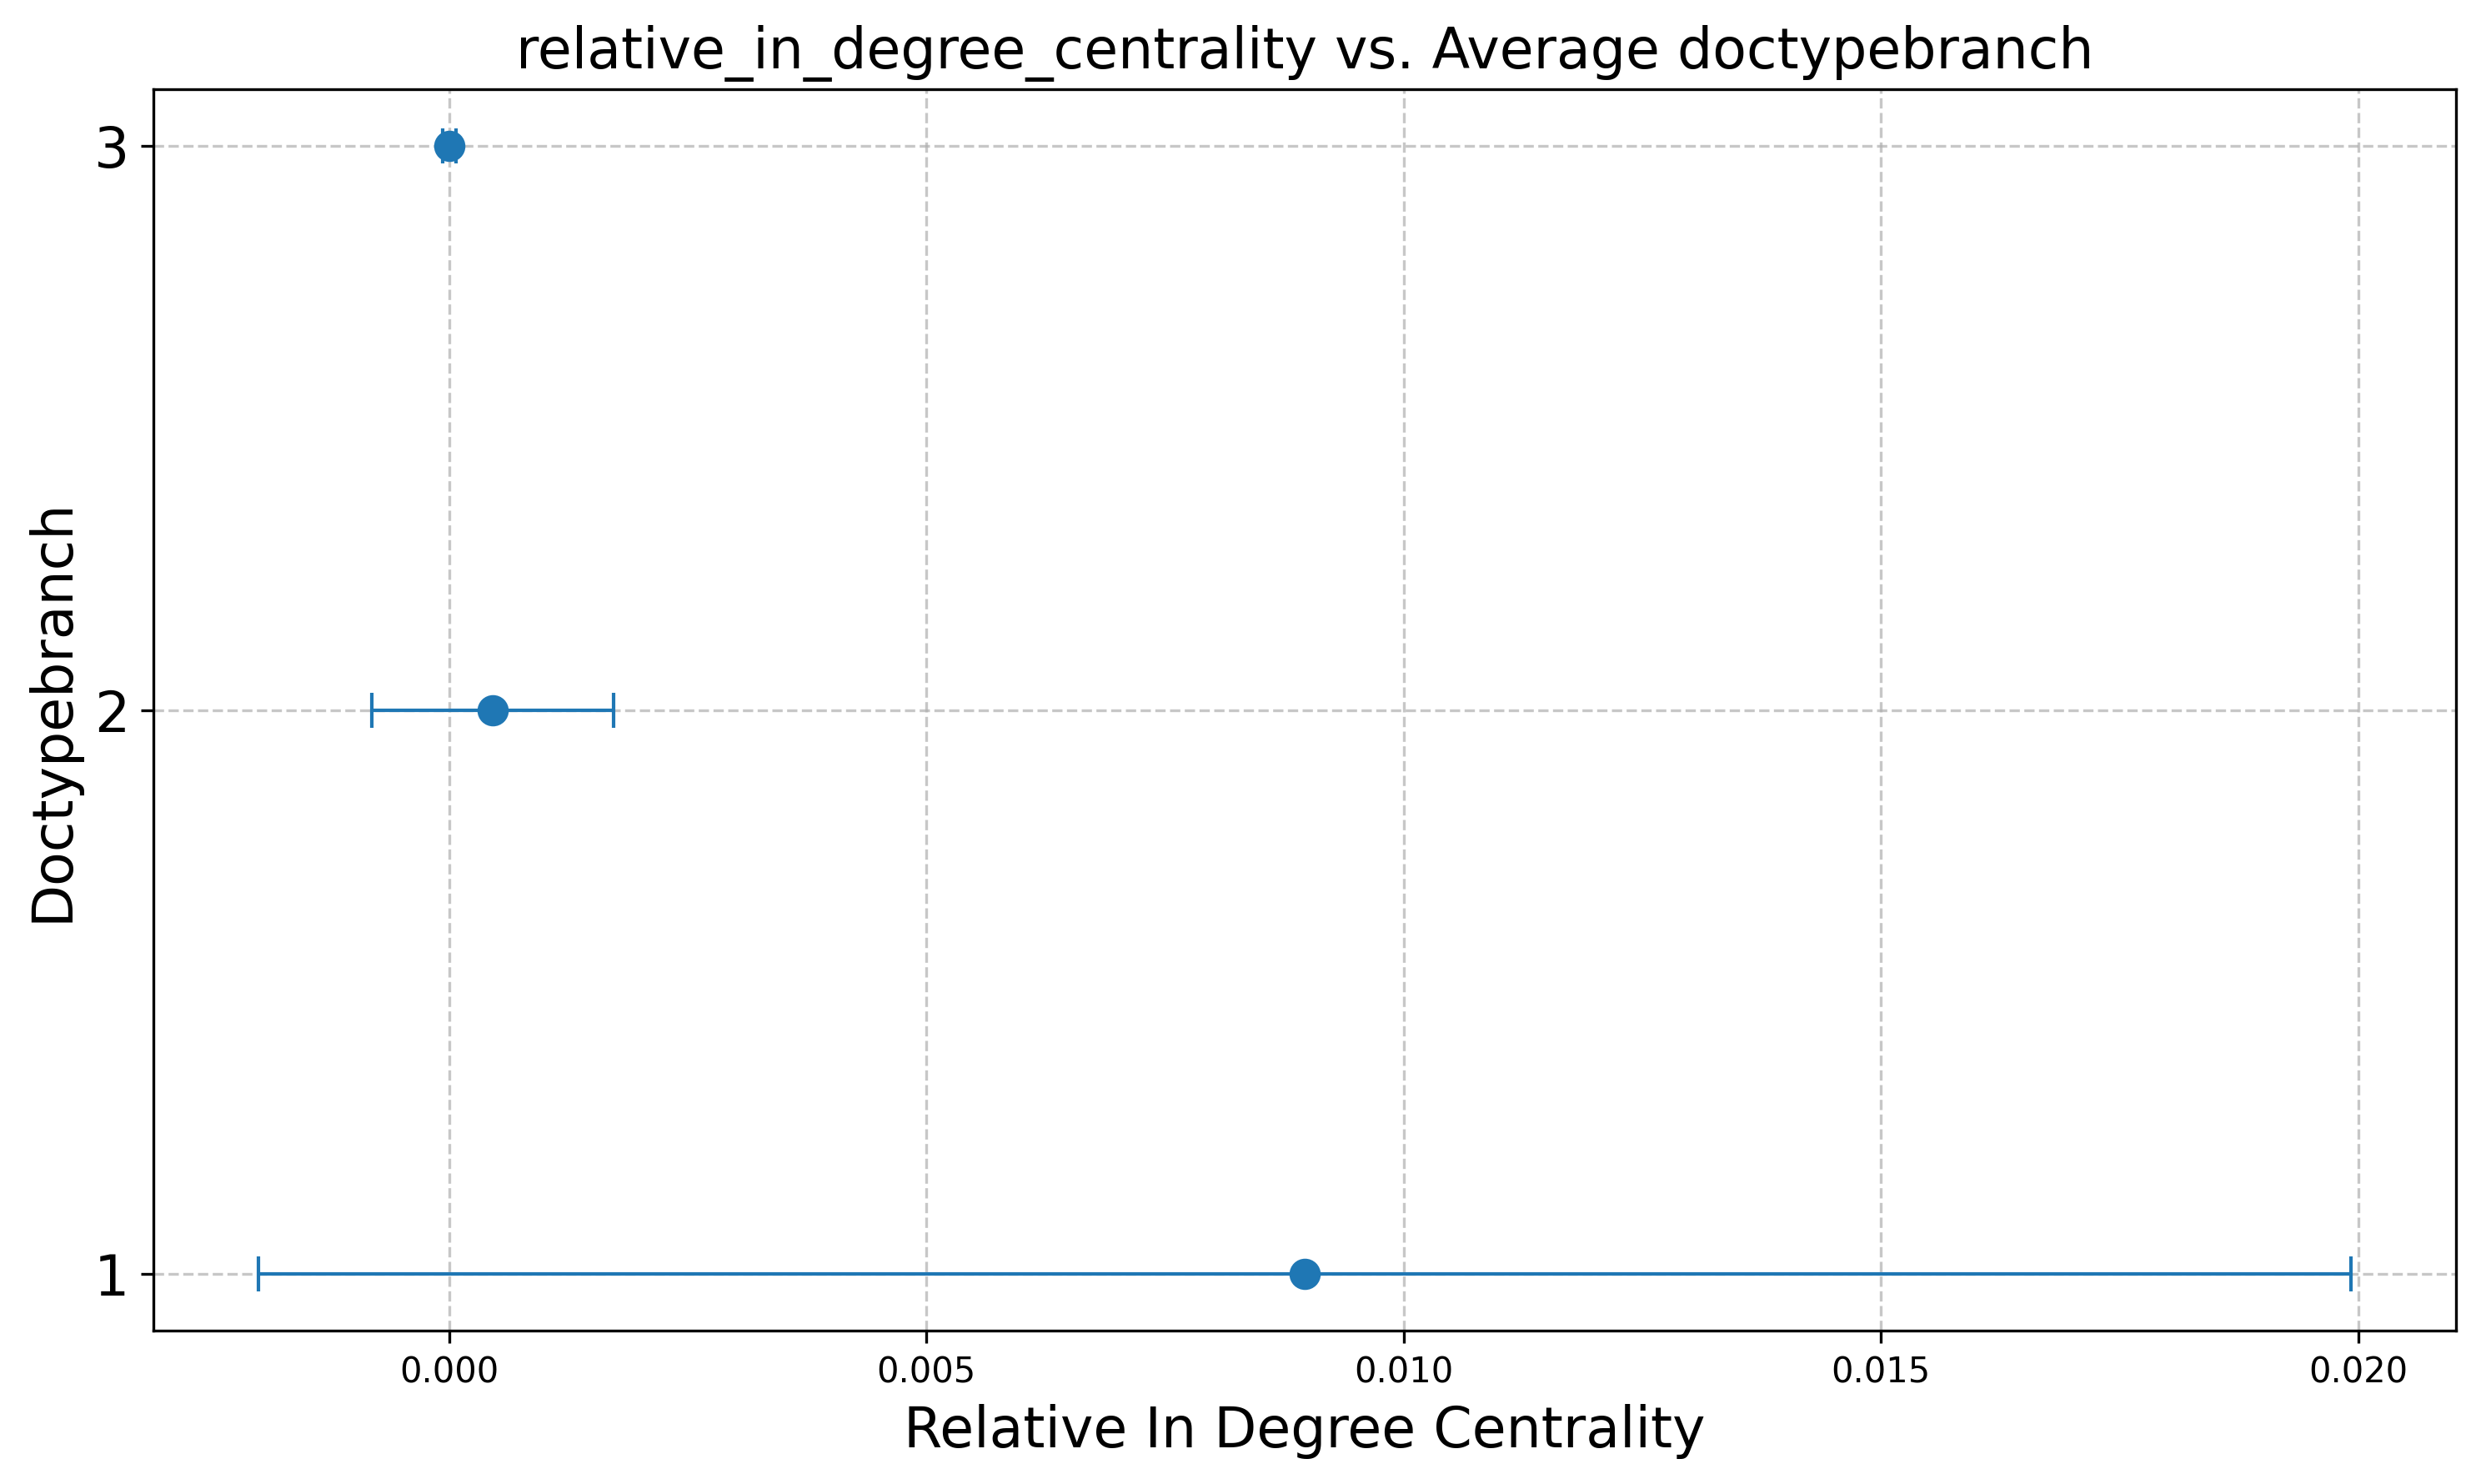 relative_in_degree_centrality vs. Average doctypebranch
Doctypebranch
3
2
1
0.000 0.005 0.010 0.015 0.020
Relative In Degree Centrality